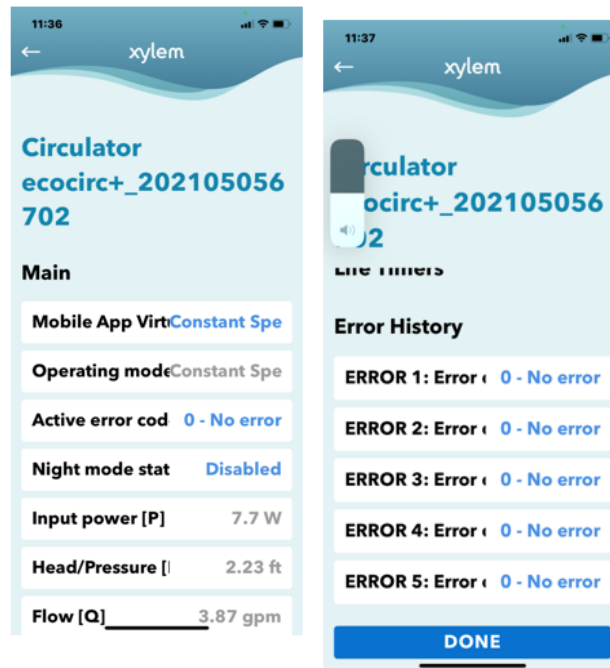 11:36
xylem
Circulator
ecocirc+_202105056
702
Main
Mobile App Virt Constant Spe
Operating mode Constant Spe
Active error cod 0 - No error
Night mode stat Disabled
Input power [P] 7.7 W
Head/Pressure [ 2.23 ft
Flow [Q] 3.87 gpm
11:37
xylem
rculator
ocirc+_202105056
02
Life Timers
Error History
ERROR 1: Error 0 - No error
ERROR 2: Error 0 - No error
ERROR 3: Error 0 - No error
ERROR 4: Error 0 - No error
ERROR 5: Error 0 - No error
DONE